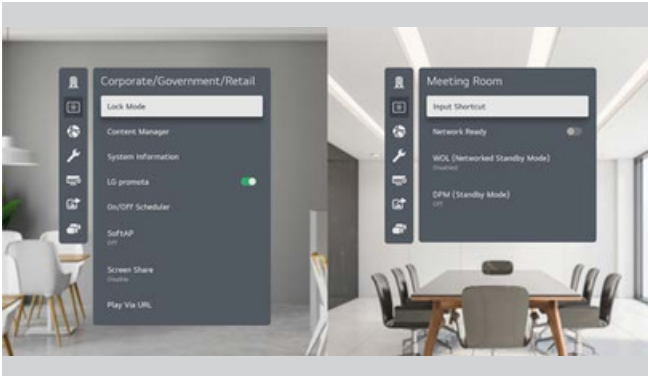 Corporate/Government/Retail
Lock Mode
Content Manager
System Information
LG promota
On/Off Scheduler
SoftAP
Off
Screen Share
Disable
Play Via URL
Meeting Room
Input Shortcut
Network Ready
WOL (Networked Standby Mode)
Disabled
DPM (Standby Mode)
Off